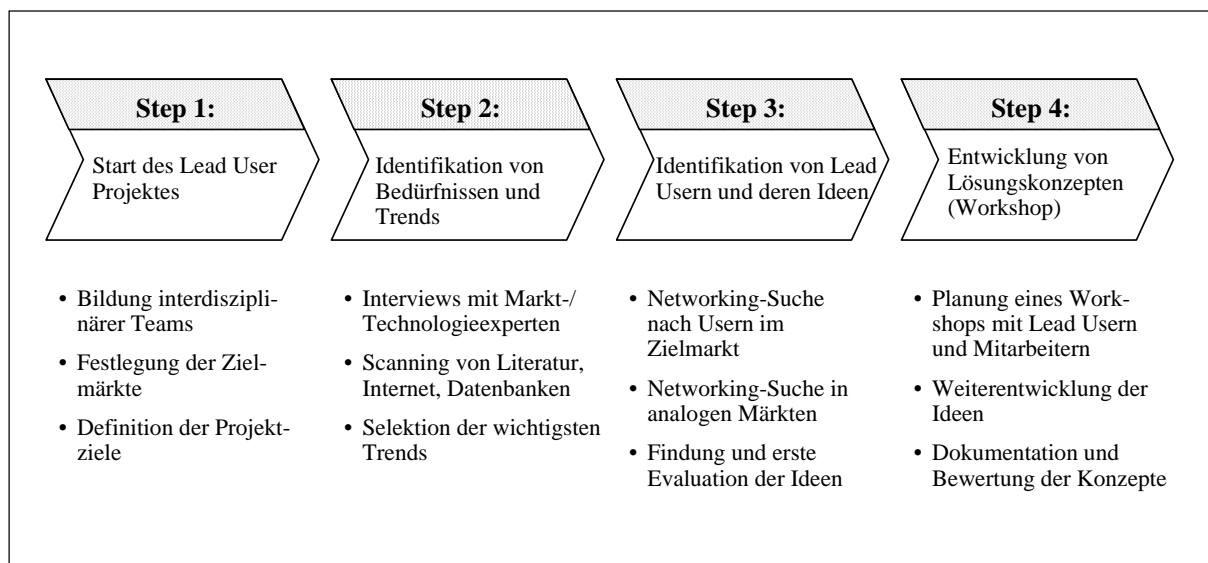 Step 1:
Start des Lead User
Projektes
• Bildung interdiszipli-
närer Teams
• Festlegung der Ziel-
märkte
• Definition der Projekt-
ziele
Step 2:
Identifikation von
Bedürfnissen und
Trends
• Interviews mit Markt-/
Technologieexperten
• Scanning von Literatur,
Internet, Datenbanken
• Selektion der wichtigsten
Trends
Step 3:
Identifikation von Lead
Usern und deren Ideen
• Networking-Suche
nach Usern im
Zielmarkt
• Networking-Suche in
analogen Märkten
• Findung und erste
Evaluation der Ideen
Step 4:
Entwicklung von
Lösungskonzepten
(Workshop)
• Planung eines Work-
shops mit Lead Usern
und Mitarbeitern
• Weiterentwicklung der
Ideen
• Dokumentation und
Bewertung der Konzepte